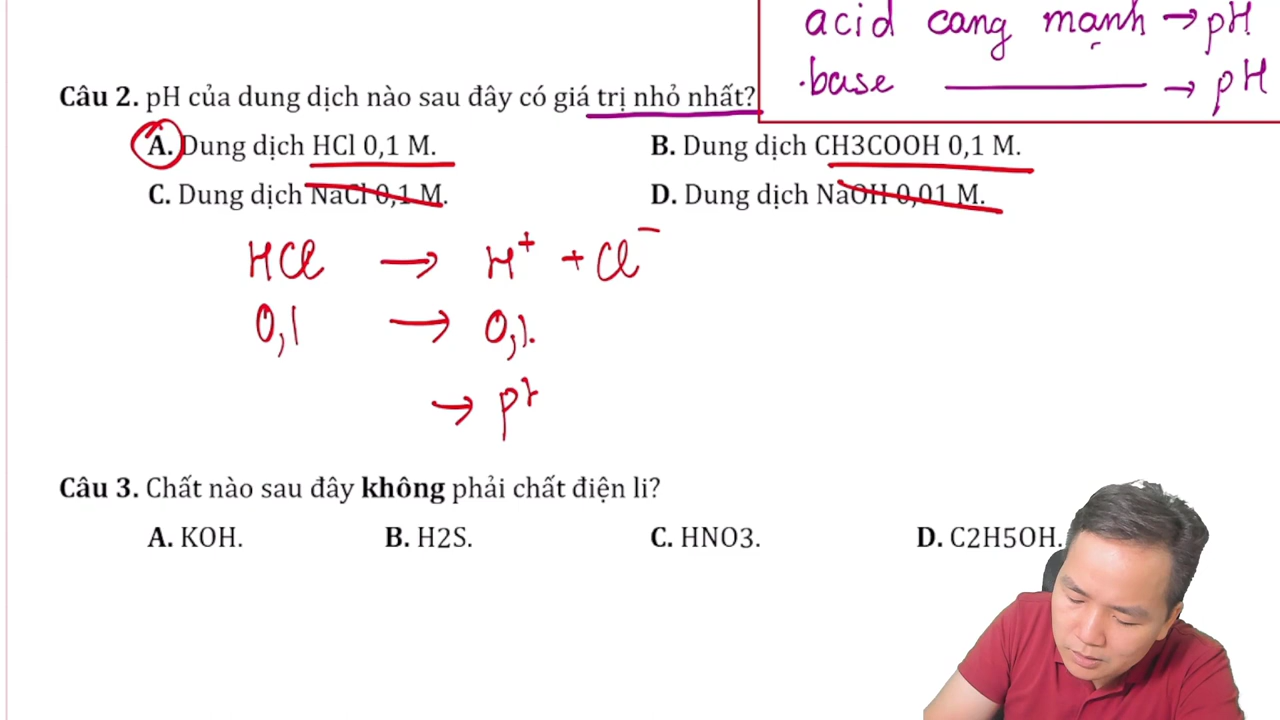 acid cang mạnh → pH
.base ——— → pH
Câu 2. pH của dung dịch nào sau đây có giá trị nhỏ nhất?
A. Dung dịch HCl 0,1 M. B. Dung dịch CH3COOH 0,1 M.
C. Dung dịch NaCl 0,1 M. D. Dung dịch NaOH 0,01 M.
HCl → H⁺ + Cl⁻
0,1 → 0,1.
→ p
Câu 3. Chất nào sau đây không phải chất điện li?
A. KOH. B. H2S. C. HNO3. D. C2H5OH.